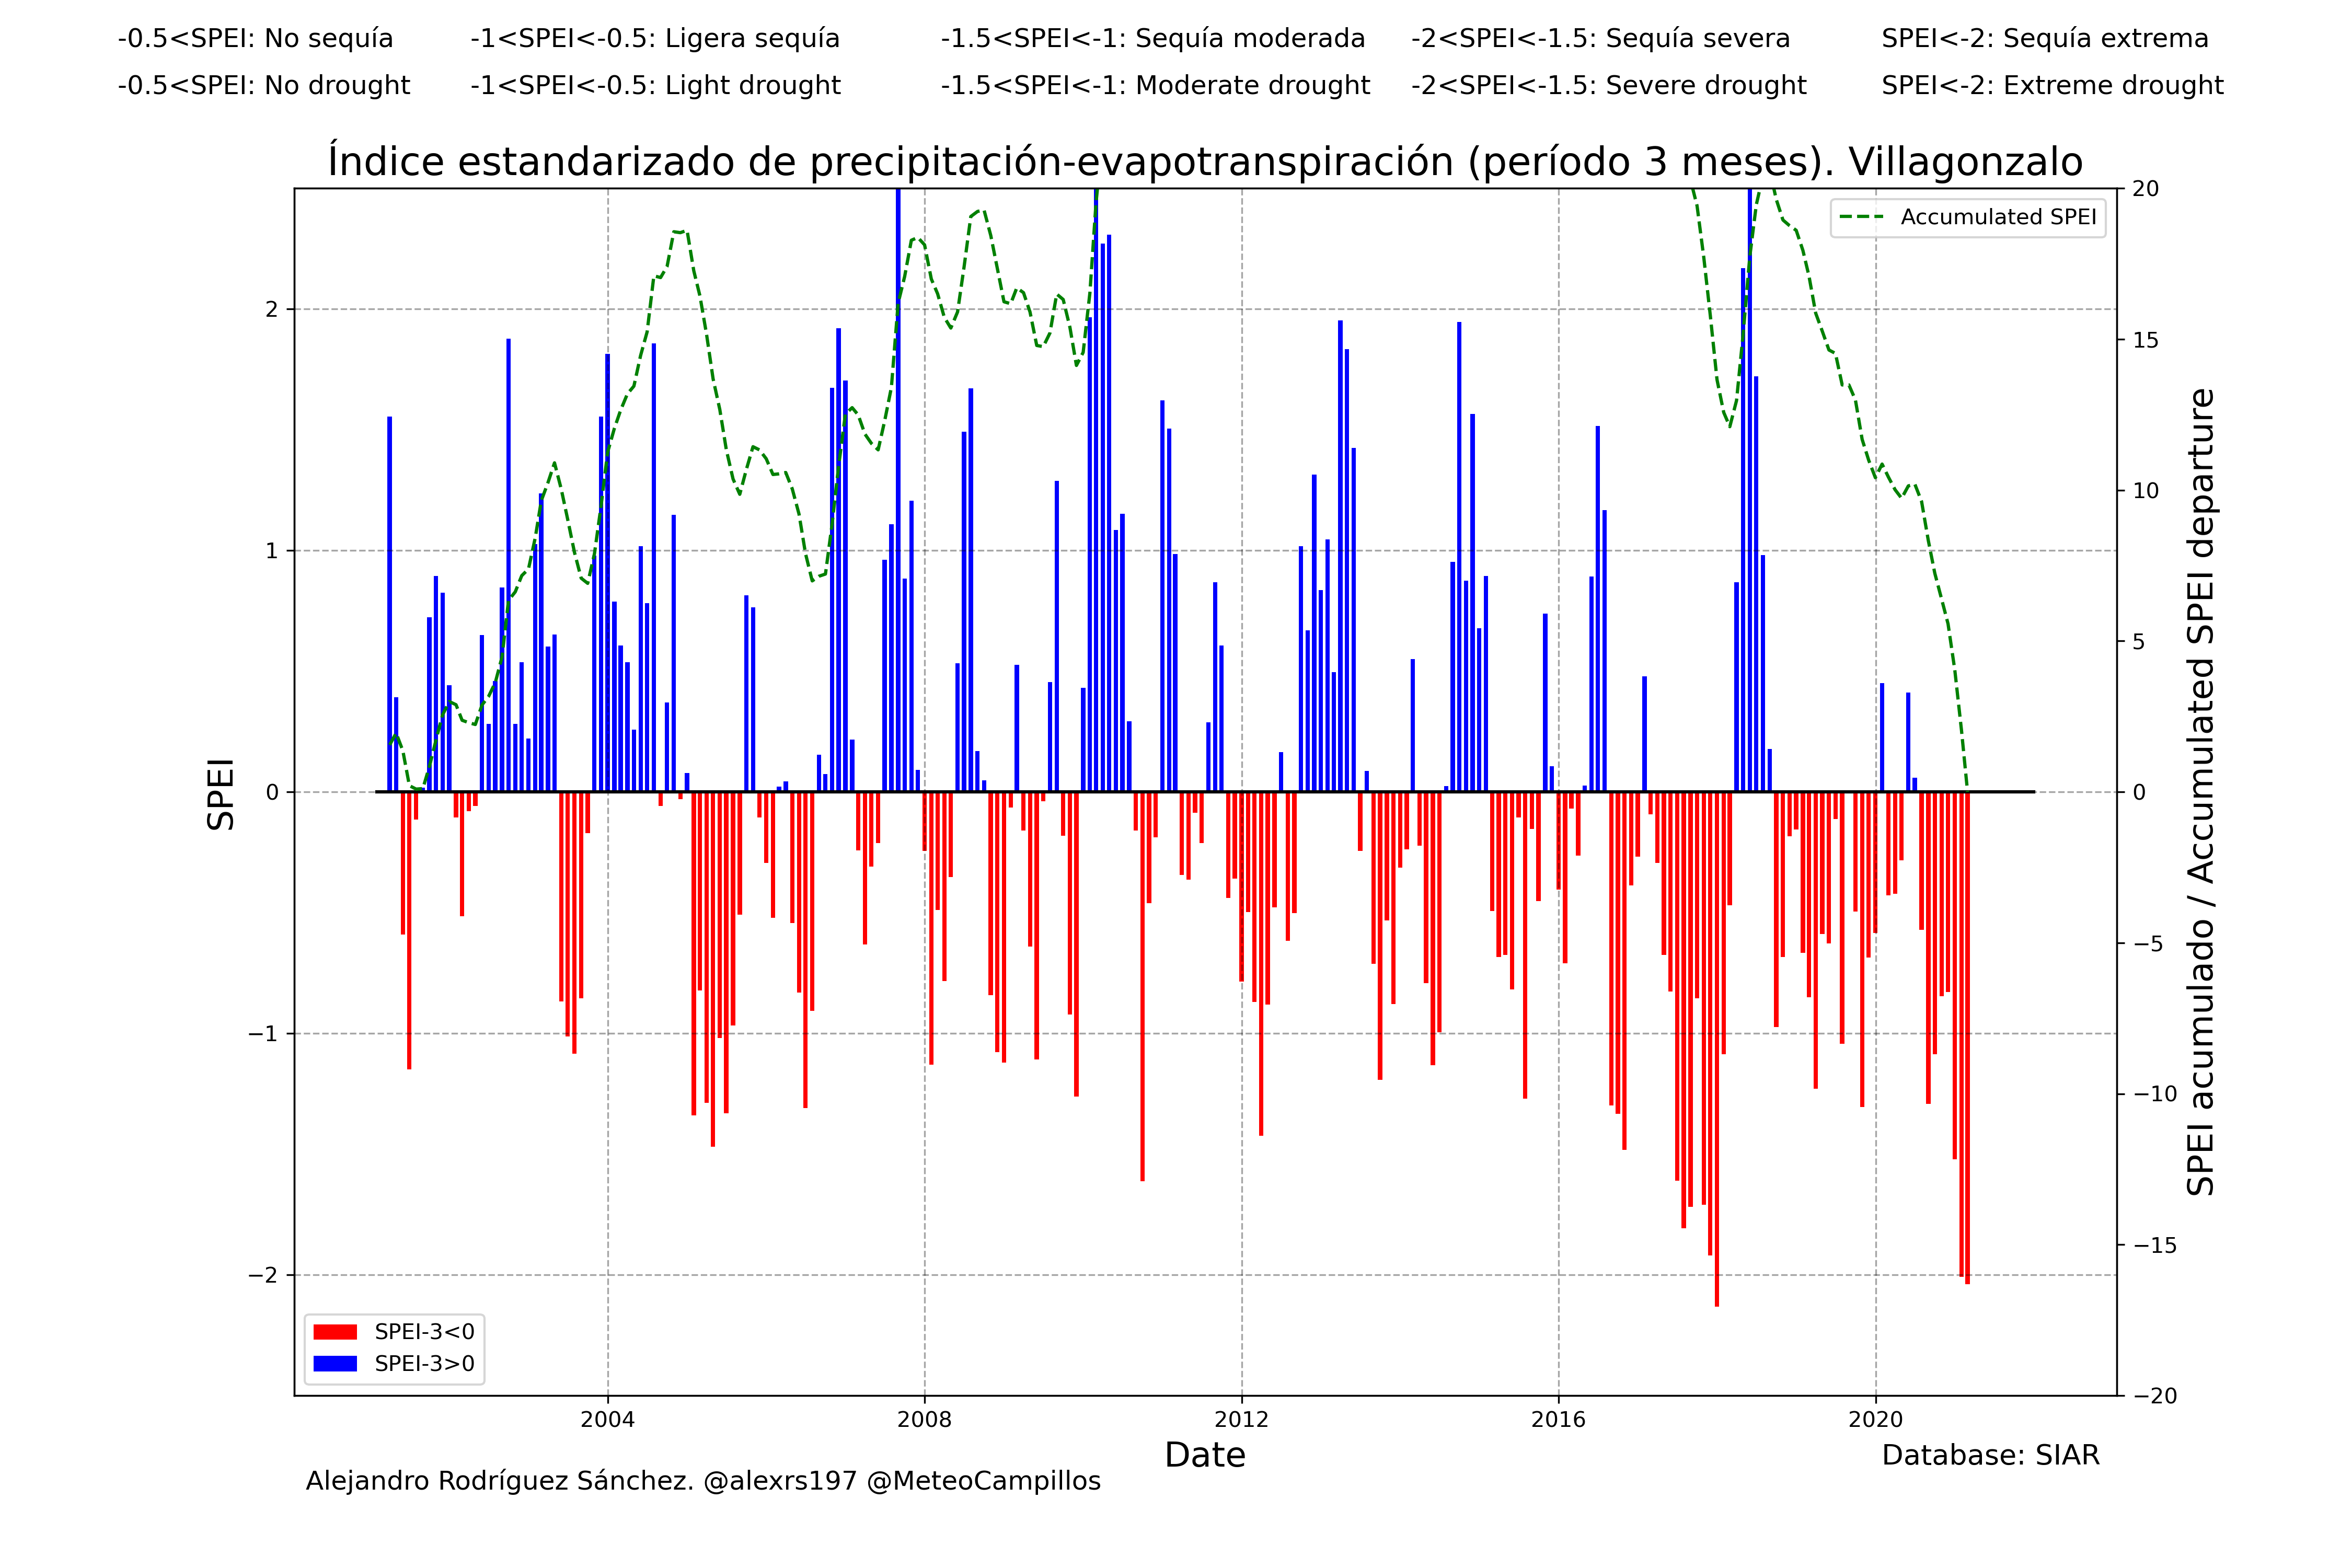 -0.5<SPEI: No sequía -1<SPEI<-0.5: Ligera sequía -1.5<SPEI<-1: Sequía moderada -2<SPEI<-1.5: Sequía severa SPEI<-2: Sequía extrema
-0.5<SPEI: No drought -1<SPEI<-0.5: Light drought -1.5<SPEI<-1: Moderate drought -2<SPEI<-1.5: Severe drought SPEI<-2: Extreme drought
Índice estandarizado de precipitación-evapotranspiración (período 3 meses). Villagonzalo
Accumulated SPEI
SPEI
2
1
0
−1
−2
20
15
10
5
0
−5
−10
−15
−20
SPEI acumulado / Accumulated SPEI departure
SPEI-3<0
SPEI-3>0
2004 2008 2012 2016 2020
Date
Database: SIAR
Alejandro Rodríguez Sánchez. @alexrs197 @MeteoCampillos